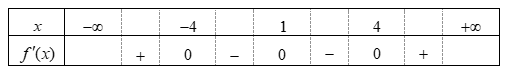 x −∞ −4 1 4 +∞
f′(x) + 0 − 0 − 0 +